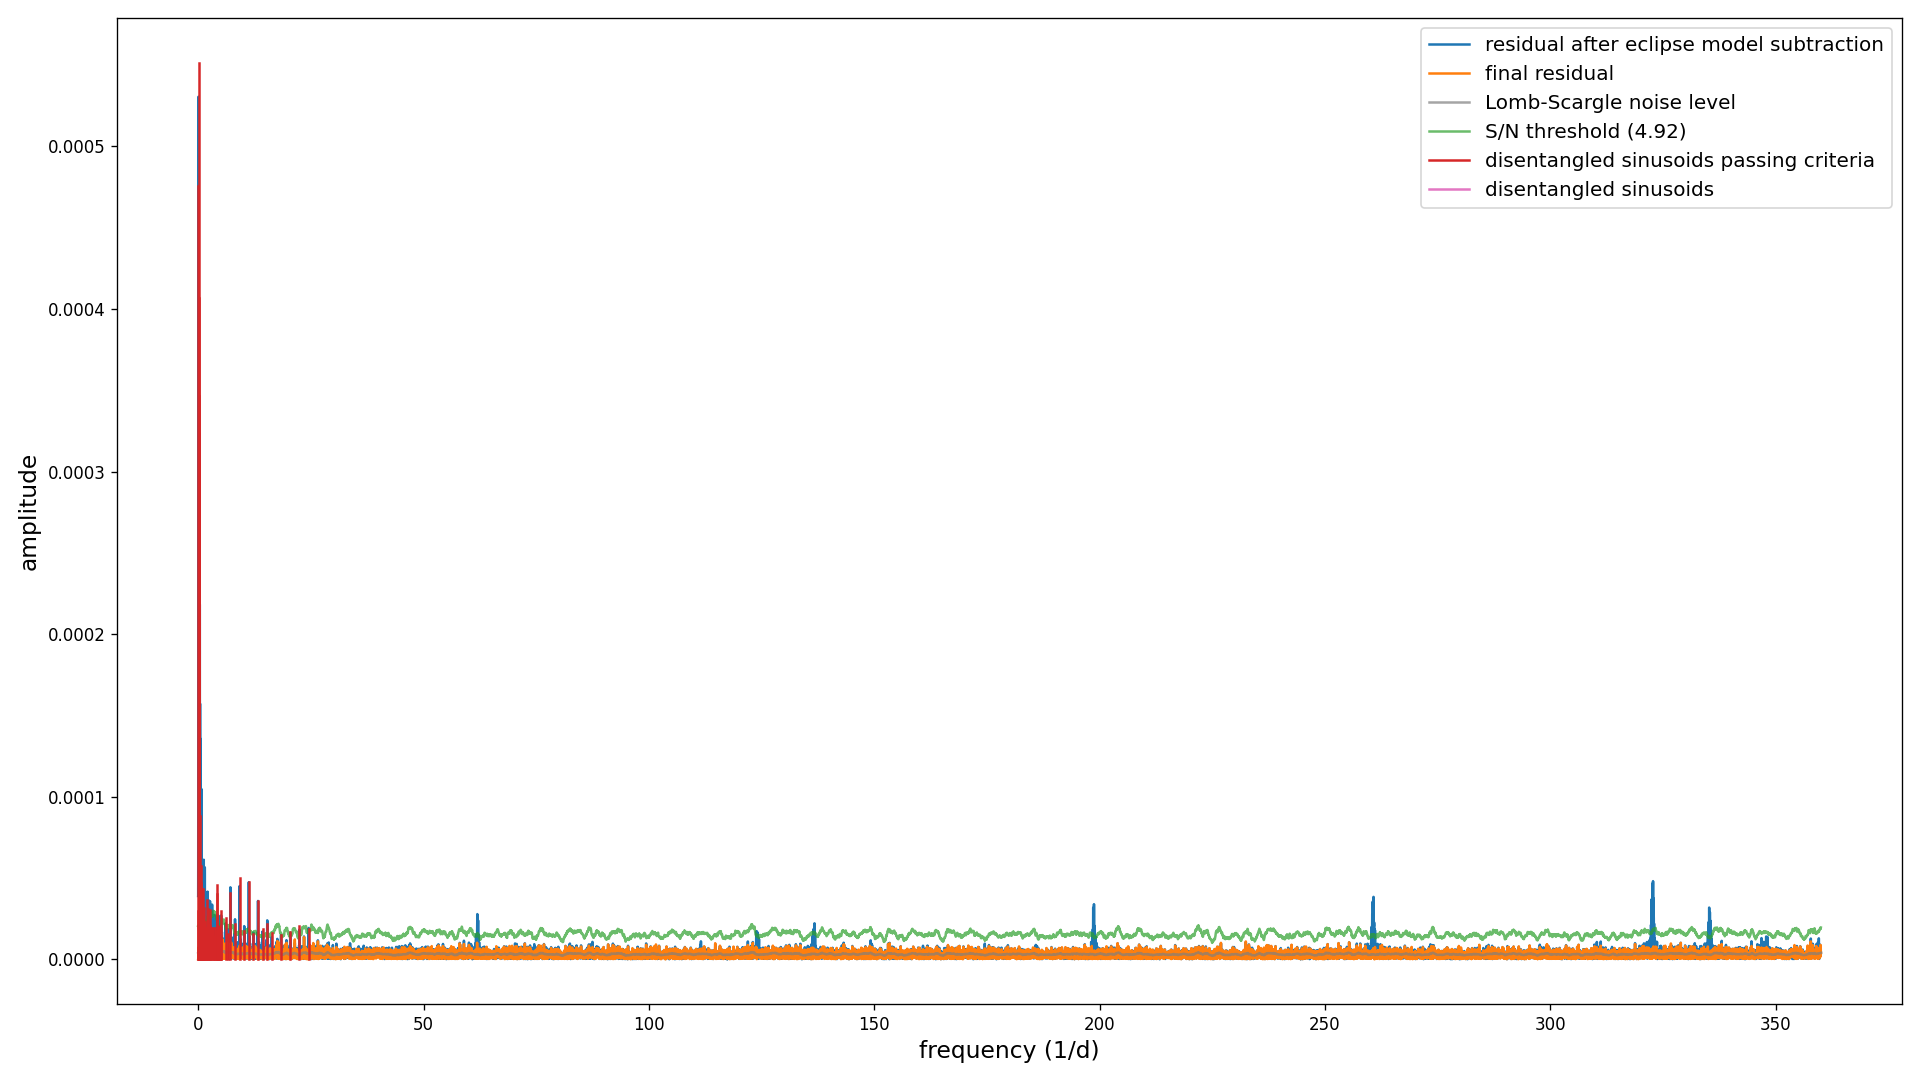 residual after eclipse model subtraction
final residual
Lomb-Scargle noise level
S/N threshold (4.92)
disentangled sinusoids passing criteria
disentangled sinusoids
amplitude
0.0005
0.0004
0.0003
0.0002
0.0001
0.0000
0 50 100 150 200 250 300 350
frequency (1/d)